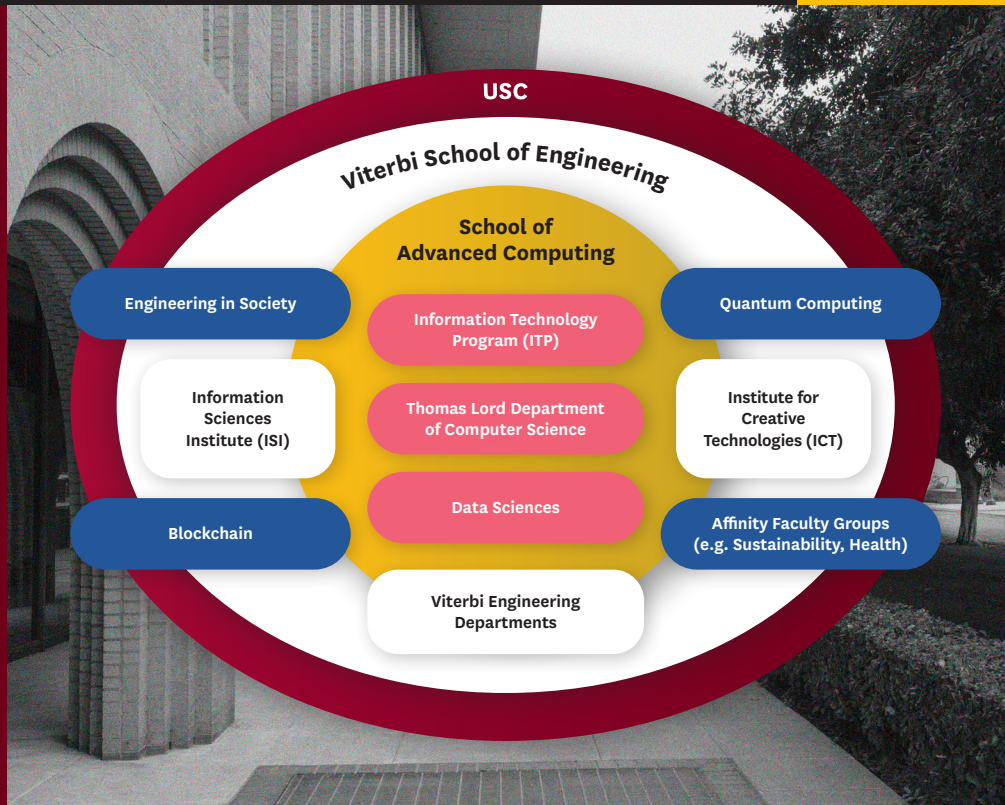 USC
Viterbi School of Engineering
School of
Advanced Computing
Engineering in Society
Information Technology
Program (ITP)
Quantum Computing
Information
Sciences
Institute (ISI)
Thomas Lord Department
of Computer Science
Institute for
Creative
Technologies (ICT)
Blockchain
Data Sciences
Affinity Faculty Groups
(e.g. Sustainability, Health)
Viterbi Engineering
Departments